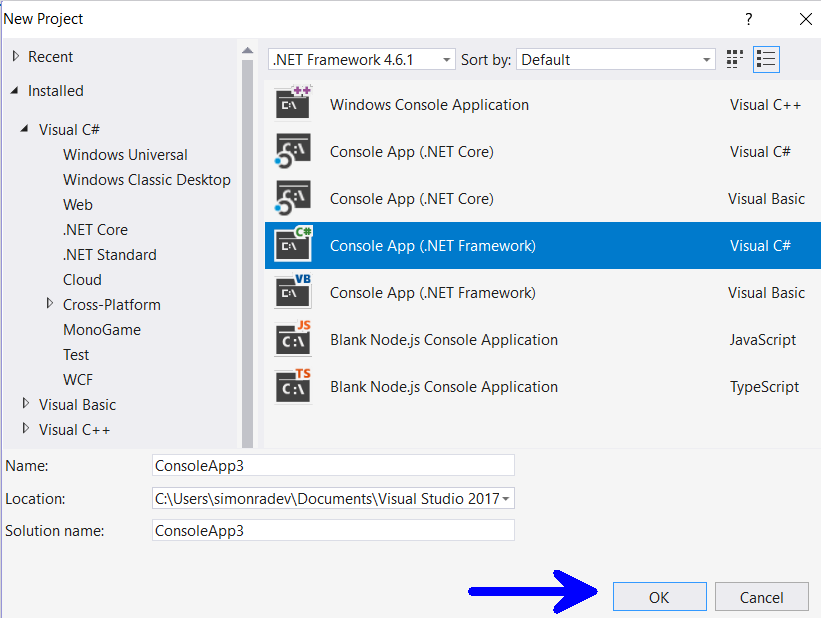 New Project
? 
Recent
Installed
Visual C#
Windows Universal
Windows Classic Desktop
Web
.NET Core
.NET Standard
Cloud
Cross-Platform
MonoGame
Test
WCF
Visual Basic
Visual C++
.NET Framework 4.6.1 Sort by: Default
C:\ ++ Windows Console Application Visual C++
C:\ Console App (.NET Core) Visual C#
C:\ Console App (.NET Core) Visual Basic
C:\ C# Console App (.NET Framework) Visual C#
C:\ VB Console App (.NET Framework) Visual Basic
C:\ JS Blank Node.js Console Application JavaScript
C:\ TS Blank Node.js Console Application TypeScript
Name: ConsoleApp3
Location: C:\Users\simonradev\Documents\Visual Studio 2017
Solution name: ConsoleApp3
OK Cancel